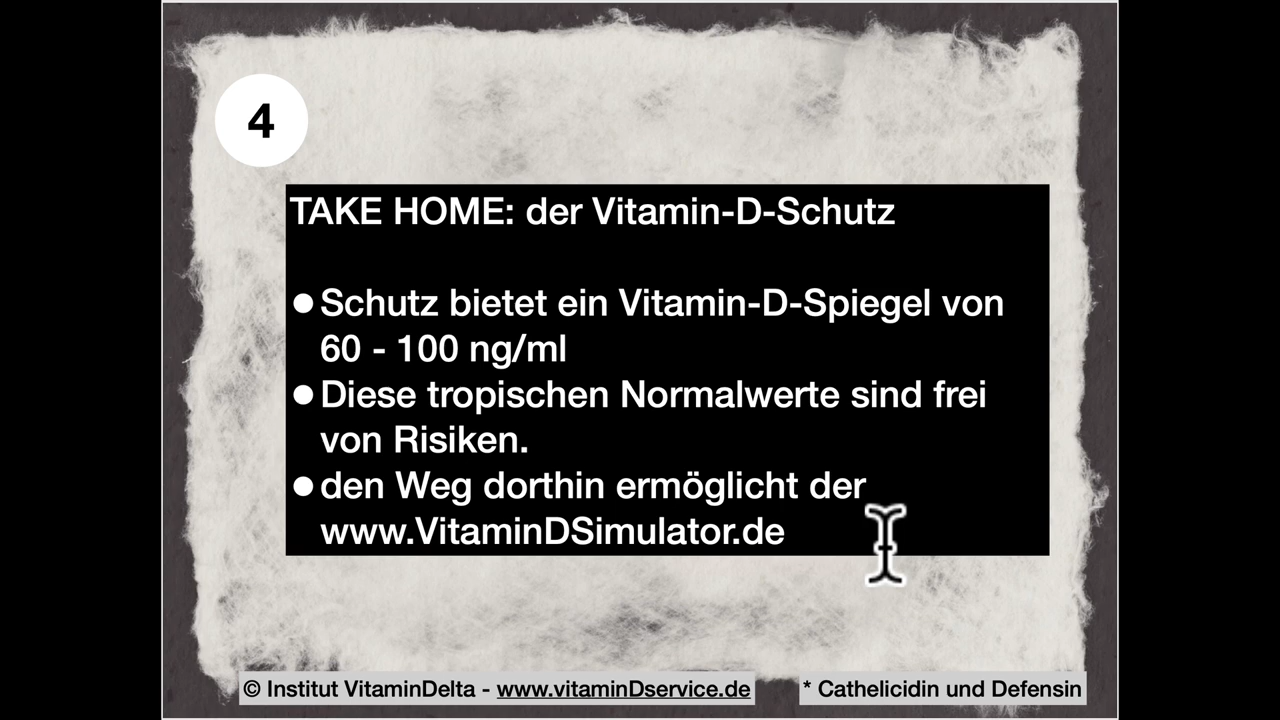 4
TAKE HOME: der Vitamin-D-Schutz
● Schutz bietet ein Vitamin-D-Spiegel von
60 - 100 ng/ml
● Diese tropischen Normalwerte sind frei
von Risiken.
● den Weg dorthin ermöglicht der
www.VitaminDSimulator.de
© Institut VitaminDelta - www.vitaminDservice.de
* Cathelicidin und Defensin